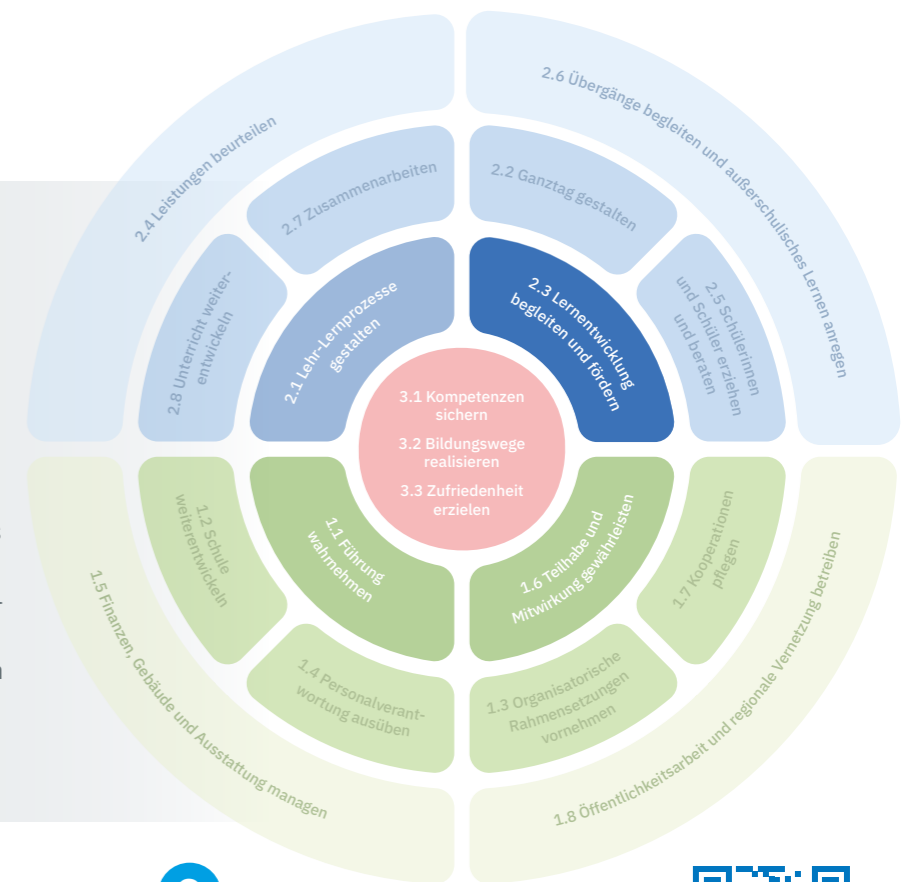 2.4 Leistungen beurteilen
2.6 Übergänge begleiten und außerschulisches Lernen anregen
2.7 Zusammenarbeiten
2.2 Ganztag gestalten
2.8 Unterricht weiter-
entwickeln
2.1 Lehr-Lernprozesse
gestalten
2.3 Lernentwicklung
begleiten und fördern
2.5 Schülerinnen
und Schüler erziehen
und beraten
3.1 Kompetenzen
sichern
3.2 Bildungswege
realisieren
3.3 Zufriedenheit
erzielen
1.2 Schule
weiterentwickeln
1.1 Führung
wahrnehmen
1.6 Teilhabe und
Mitwirkung gewährleisten
1.7 Kooperationen
pflegen
1.5 Finanzen, Gebäude und Ausstattung managen
1.4 Personalverant-
wortung ausüben
1.3 Organisatorische
Rahmensetzungen
vornehmen
1.8 Öffentlichkeitsarbeit und regionale Vernetzung betreiben